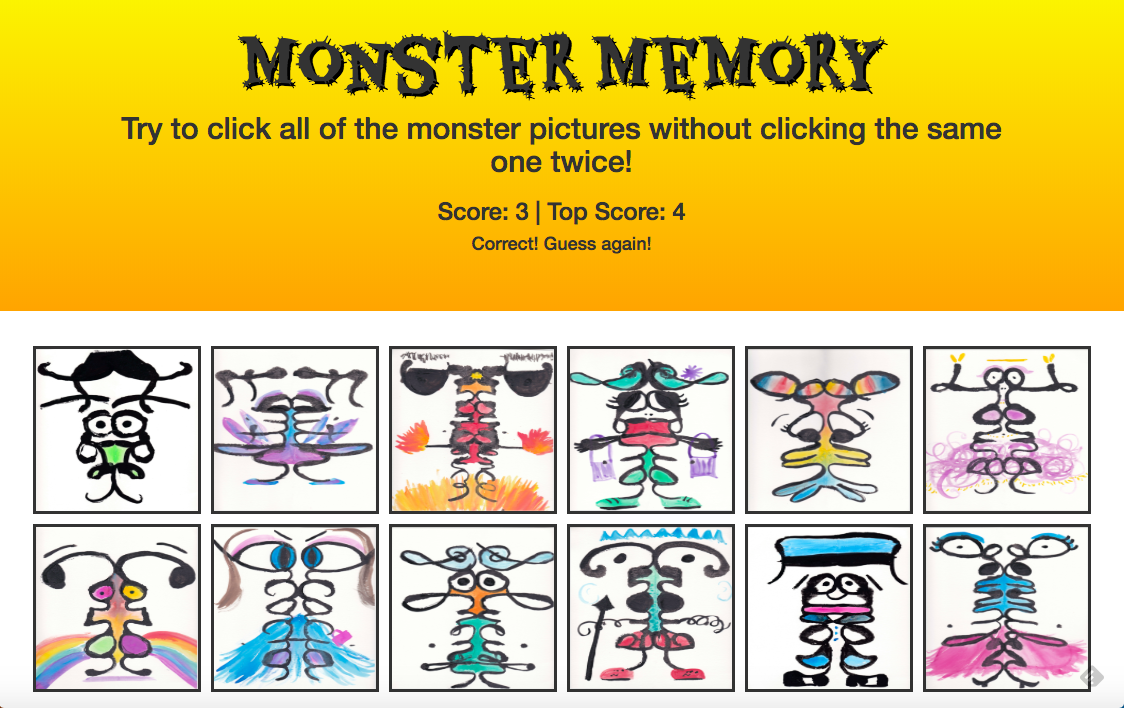 MONSTER MEMORY
Try to click all of the monster pictures without clicking the same
one twice!
Score: 3 | Top Score: 4
Correct! Guess again!